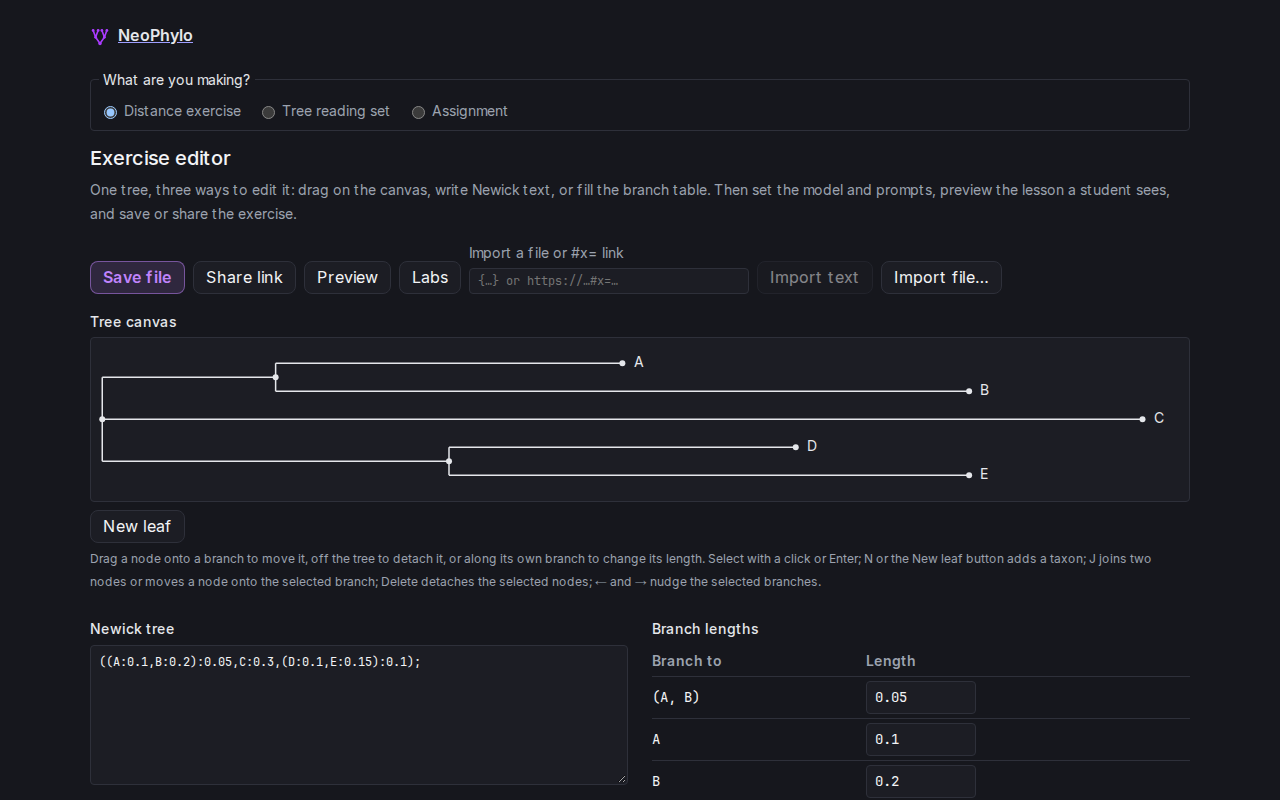 NeoPhylo
What are you making?
Distance exercise
Tree reading set
Assignment
Exercise editor
One tree, three ways to edit it: drag on the canvas, write Newick text, or fill the branch table. Then set the model and prompts, preview the lesson a student sees,
and save or share the exercise.
Import a file or #x= link
Save file
Share link
Preview
Labs
{…} or https://…#x=…
Import text
Import file…
Tree canvas
A
B
C
D
E
New leaf
Drag a node onto a branch to move it, off the tree to detach it, or along its own branch to change its length. Select with a click or Enter; N or the New leaf button adds a taxon; J joins two
nodes or moves a node onto the selected branch; Delete detaches the selected nodes; ← and → nudge the selected branches.
Newick tree
((A:0.1,B:0.2):0.05,C:0.3,(D:0.1,E:0.15):0.1);
Branch lengths
Branch to
Length
(A, B)
0.05
A
0.1
B
0.2